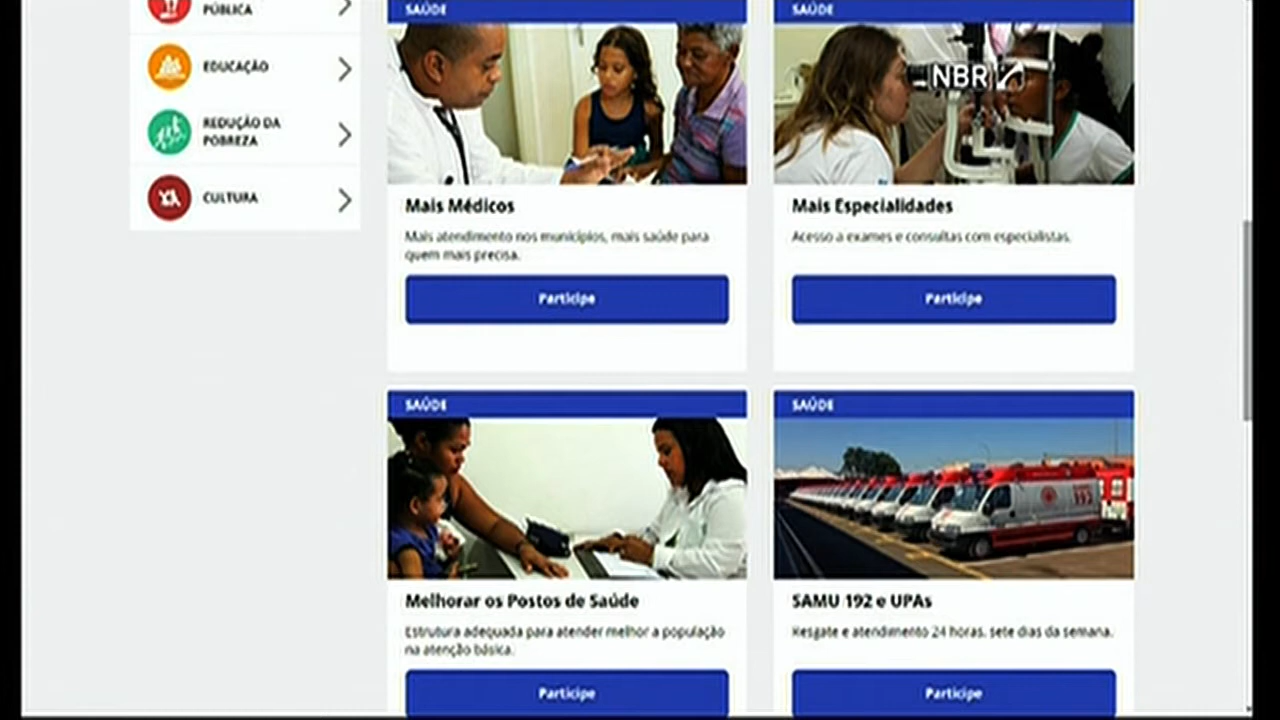 PÚBLICA
EDUCAÇÃO
REDUÇÃO DA
POBREZA
CULTURA
SAÚDE
NBR
Mais Médicos
Mais atendimento nos municípios, mais saúde para
quem mais precisa.
Participe
SAÚDE
Mais Especialidades
Acesso a exames e consultas com especialistas.
Participe
SAÚDE
Melhorar os Postos de Saúde
Estrutura adequada para atender melhor a população
na atenção básica.
Participe
SAÚDE
192
SAMU 192 e UPAs
Resgate e atendimento 24 horas, sete dias da semana.
Participe